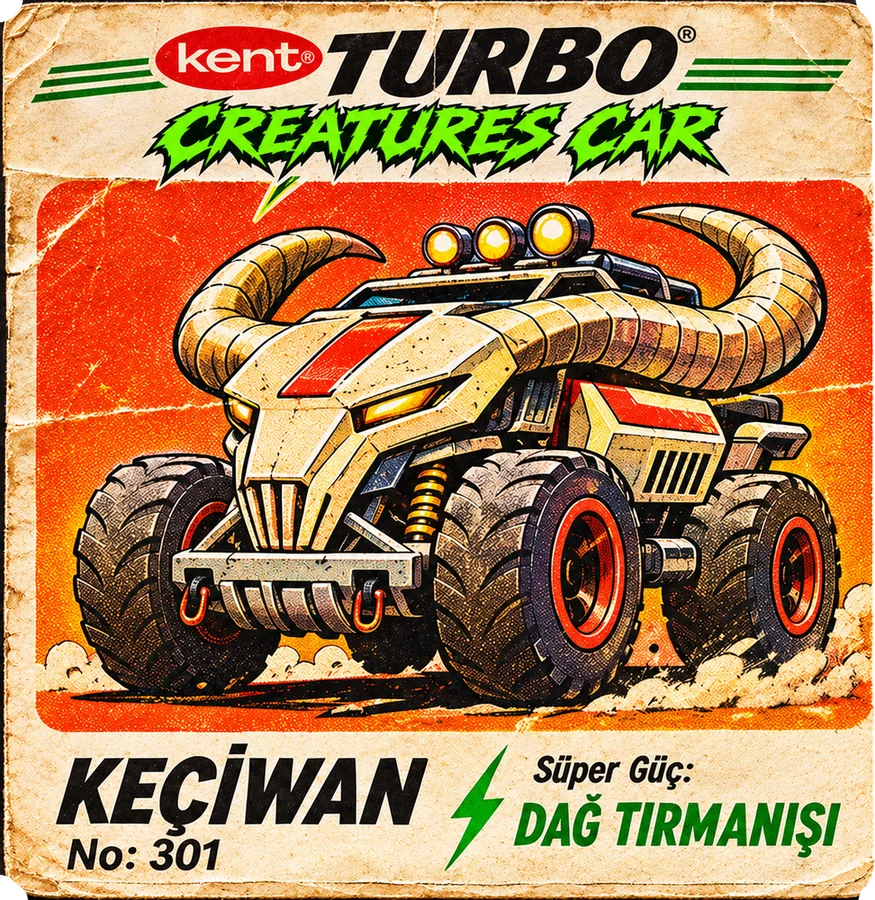 kent® TURBO®
CREATURES CAR
KEÇİWAN
No: 301
Süper Güç:
DAĞ TIRMANIŞI